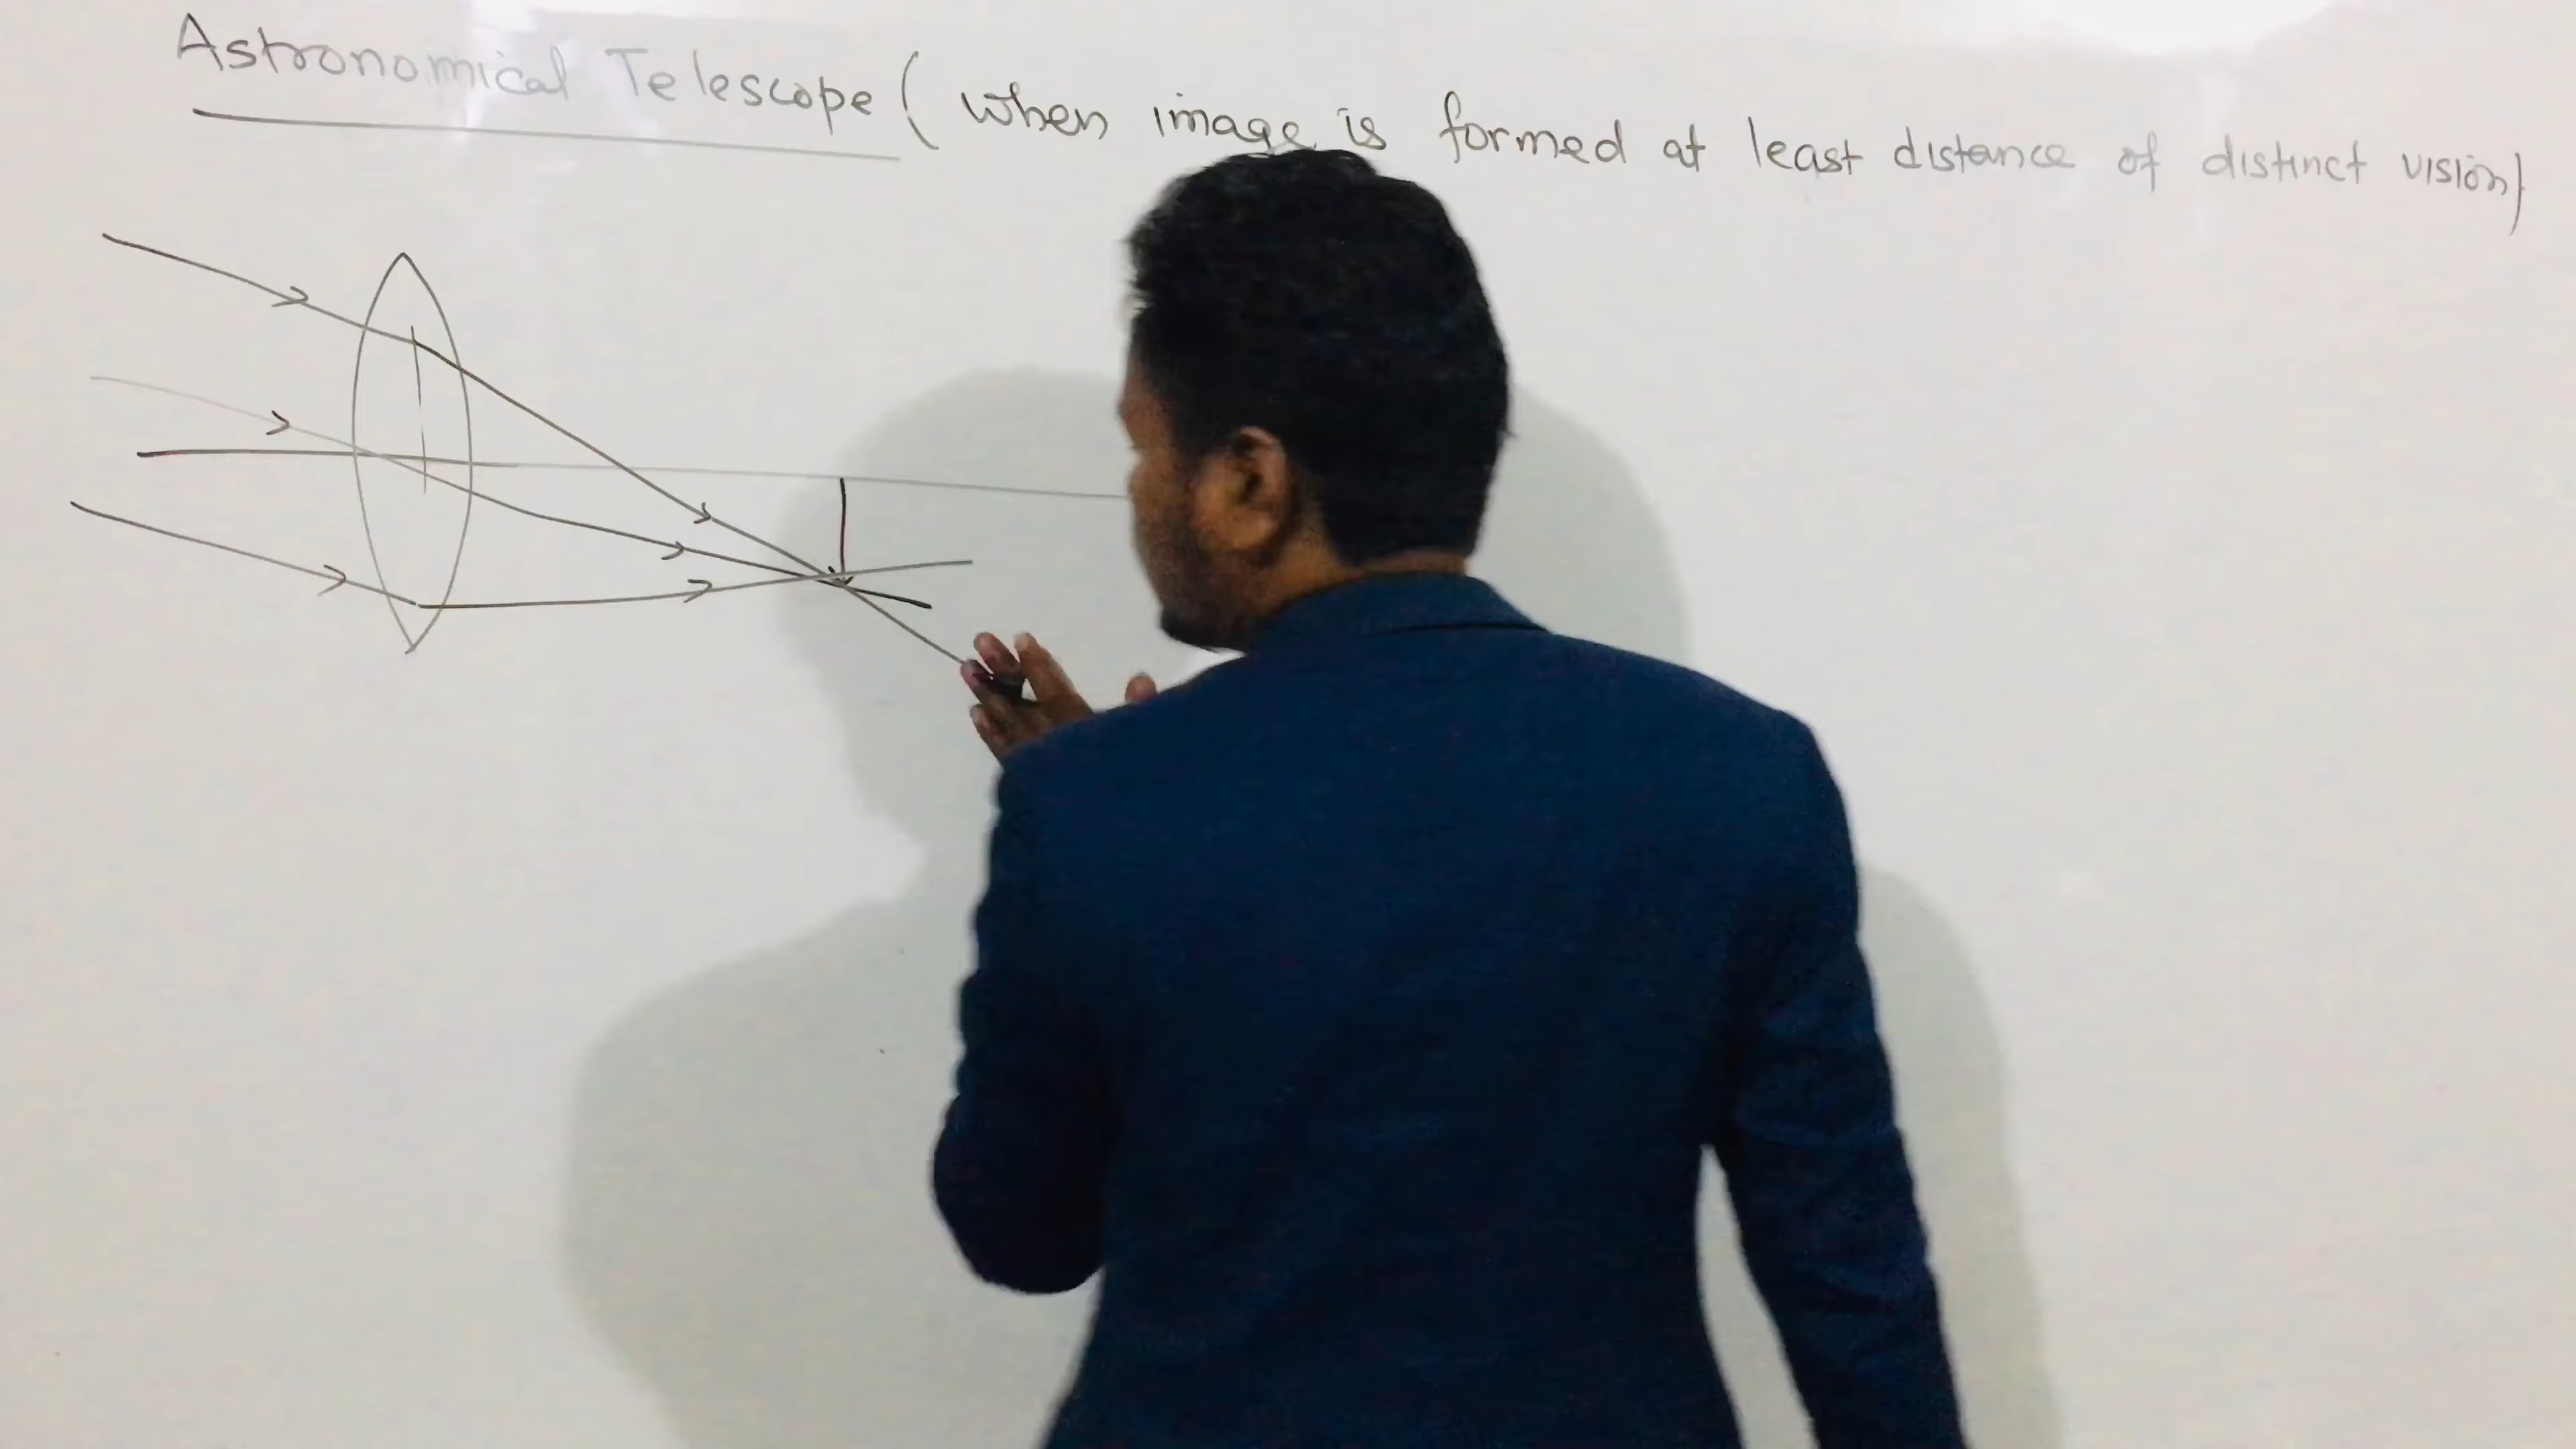 Astronomical Telescope ( when image is formed at least distance of distinct vision)